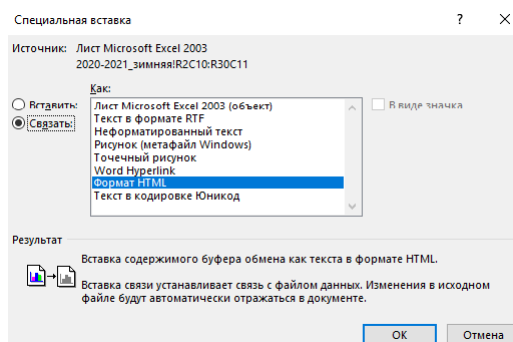 Специальная вставка ? ×
Источник: Лист Microsoft Excel 2003
2020-2021_зимняя!R2C10:R30C11
Как:
Вставить:
Связать:
Лист Microsoft Excel 2003 (объект)
Текст в формате RTF
Неформатированный текст
Рисунок (метафайл Windows)
Точечный рисунок
Word Hyperlink
Формат HTML
Текст в кодировке Юникод
В виде значка
Результат
Вставка содержимого буфера обмена как текста в формате HTML.
Вставка связи устанавливает связь с файлом данных. Изменения в исходном
файле будут автоматически отражаться в документе.
ОК Отмена